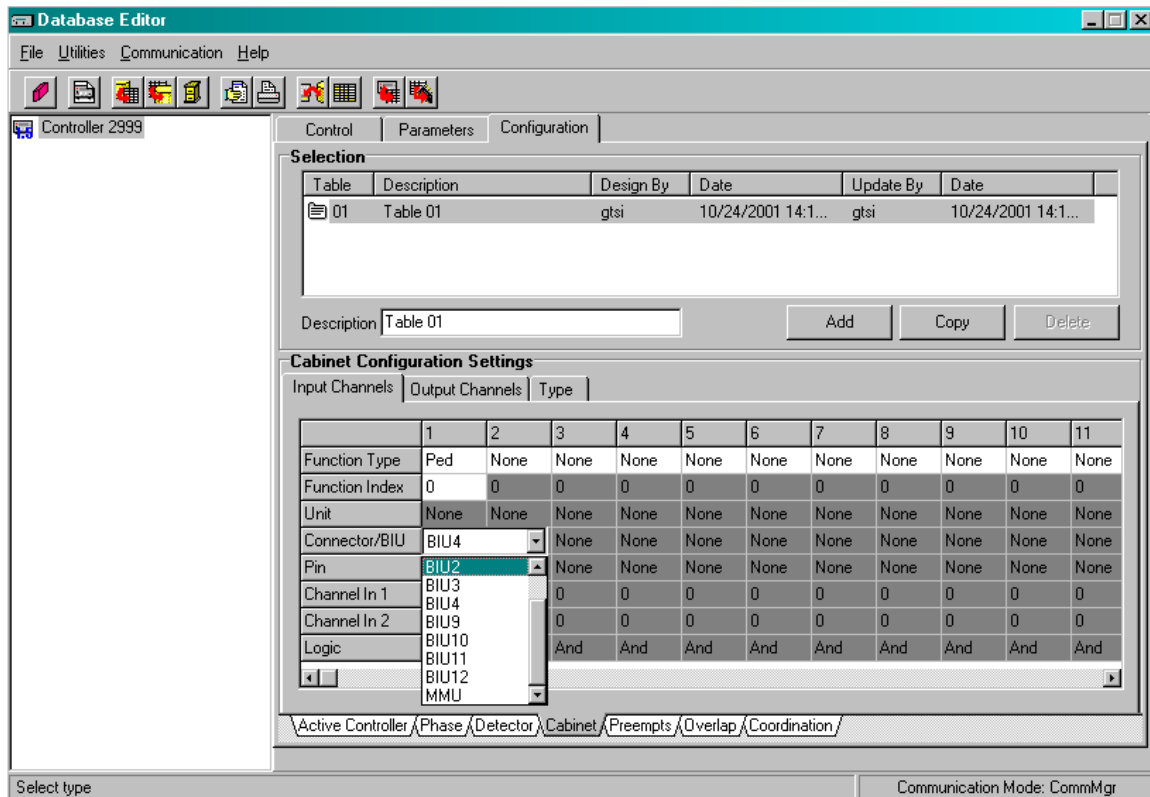 Database Editor
File Utilities Communication Help
Controller 2999
Control Parameters Configuration
Selection
Table Description Design By Date Update By Date
01 Table 01 gtsi 10/24/2001 14:1... gtsi 10/24/2001 14:1...
Description Table 01 Add Copy Delete
Cabinet Configuration Settings
Input Channels Output Channels Type
1 2 3 4 5 6 7 8 9 10 11
Function Type Ped None None None None None None None None None None
Function Index 0 0 0 0 0 0 0 0 0 0 0
Unit None None None None None None None None None None None
Connector/BIU BIU4 None None None None None None None None None
Pin BIU2 None None None None None None None None None
BIU3
Channel In 1 BIU4 0 0 0 0 0 0 0 0 0
Channel In 2 BIU9 0 0 0 0 0 0 0 0 0
BIU10
Logic BIU11 And And And And And And And And And
BIU12
MMU
Active Controller Phase Detector Cabinet Preempts Overlap Coordination
Select type Communication Mode: CommMgr